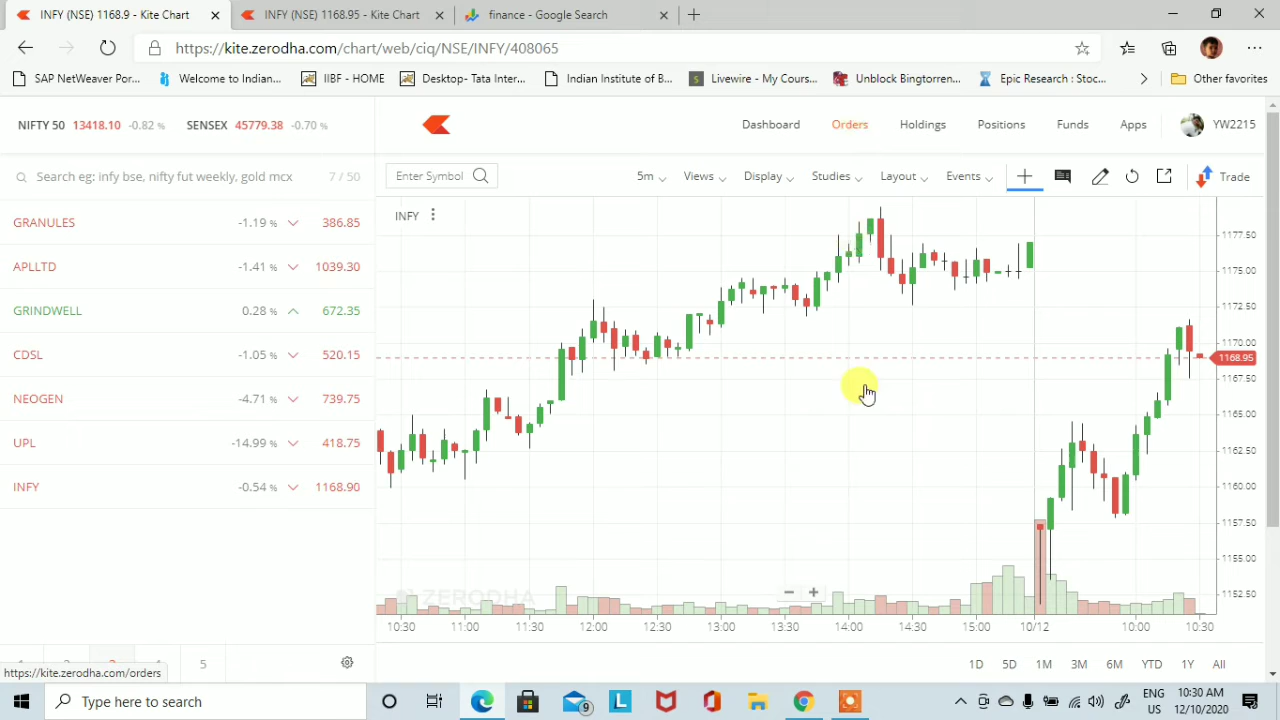 INFY (NSE) 1168.9 - Kite Chart
INFY (NSE) 1168.95 - Kite Chart
finance - Google Search
https://kite.zerodha.com/chart/web/ciq/NSE/INFY/408065
SAP NetWeaver Por...
Welcome to Indian...
IIBF - HOME
Desktop- Tata Inter...
Indian Institute of B...
Livewire - My Cours...
Unblock Bingtorren...
Epic Research : Stoc...
Other favorites
NIFTY 50 13418.10 -0.82 % SENSEX 45779.38 -0.70 %
Dashboard Orders Holdings Positions Funds Apps YW2215
Search eg: infy bse, nifty fut weekly, gold mcx 7 / 50
Enter Symbol 5m Views Display Studies Layout Events Trade
GRANULES -1.19 % 386.85
APLLTD -1.41 % 1039.30
GRINDWELL 0.28 % 672.35
CDSL -1.05 % 520.15
NEOGEN -4.71 % 739.75
UPL -14.99 % 418.75
INFY -0.54 % 1168.90
INFY
1177.50
1175.00
1172.50
1170.00
1168.95
1167.50
1165.00
1162.50
1160.00
1157.50
1155.00
1152.50
ZERODHA
10:30 11:00 11:30 12:00 12:30 13:00 13:30 14:00 14:30 15:00 10/12 10:00 10:30
1D 5D 1M 3M 6M YTD 1Y All
5
https://kite.zerodha.com/orders
Type here to search
9
ENG
US
10:30 AM
12/10/2020